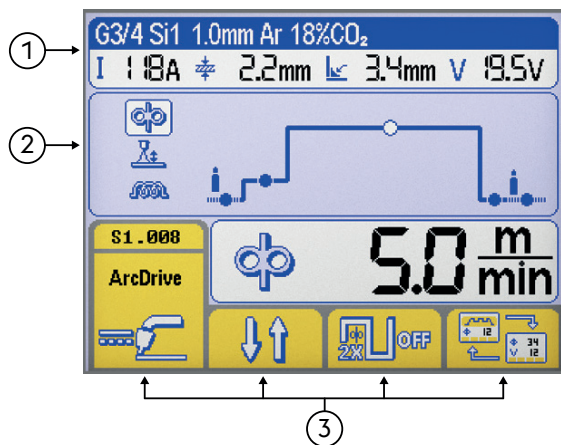 G3/4 Si1 1.0mm Ar 18%CO₂
1
I 118A 2.2mm 3.4mm V 19.5V
2
S1.008
ArcDrive
5.0 m/min
2X OFF
12
34
V 12
3